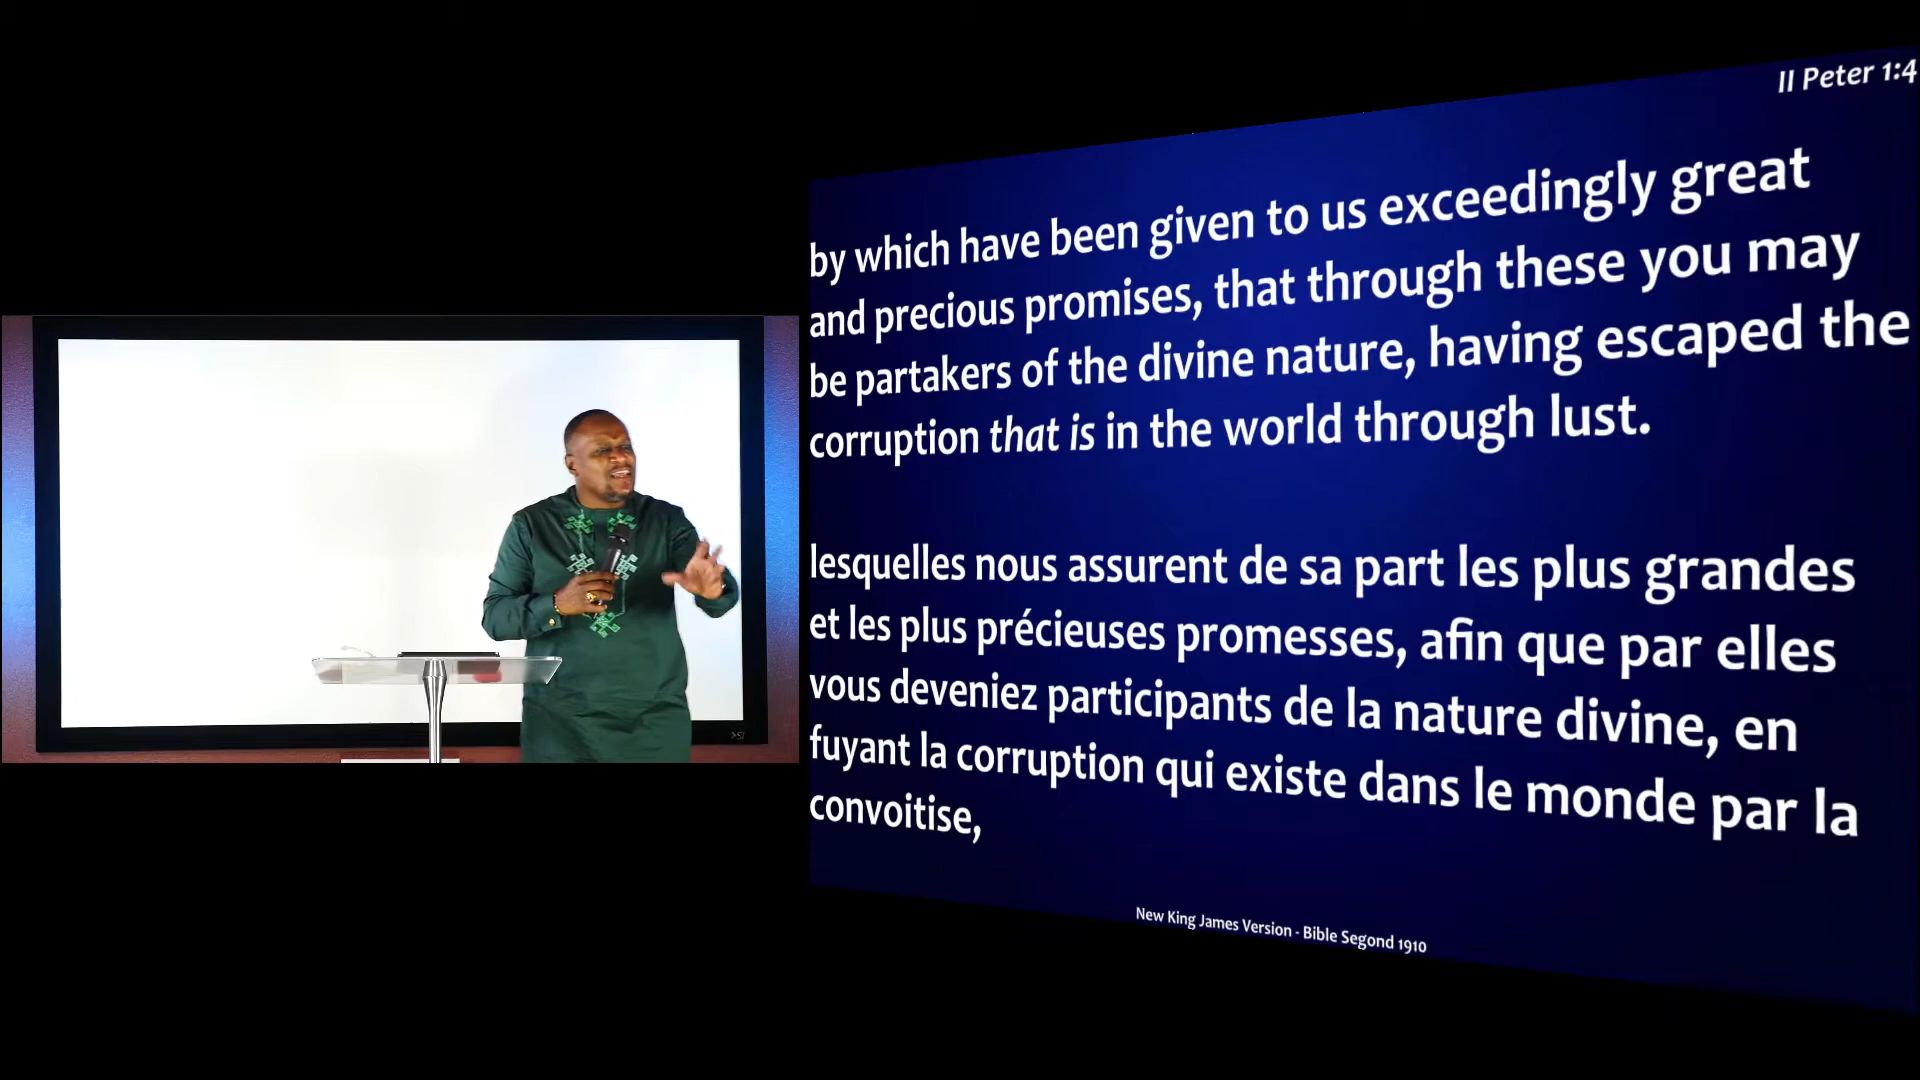 II Peter 1:4
by which have been given to us exceedingly great
and precious promises, that through these you may
be partakers of the divine nature, having escaped the
corruption that is in the world through lust.
lesquelles nous assurent de sa part les plus grandes
et les plus précieuses promesses, afin que par elles
vous deveniez participants de la nature divine, en
fuyant la corruption qui existe dans le monde par la
convoitise,
New King James Version - Bible Segond 1910